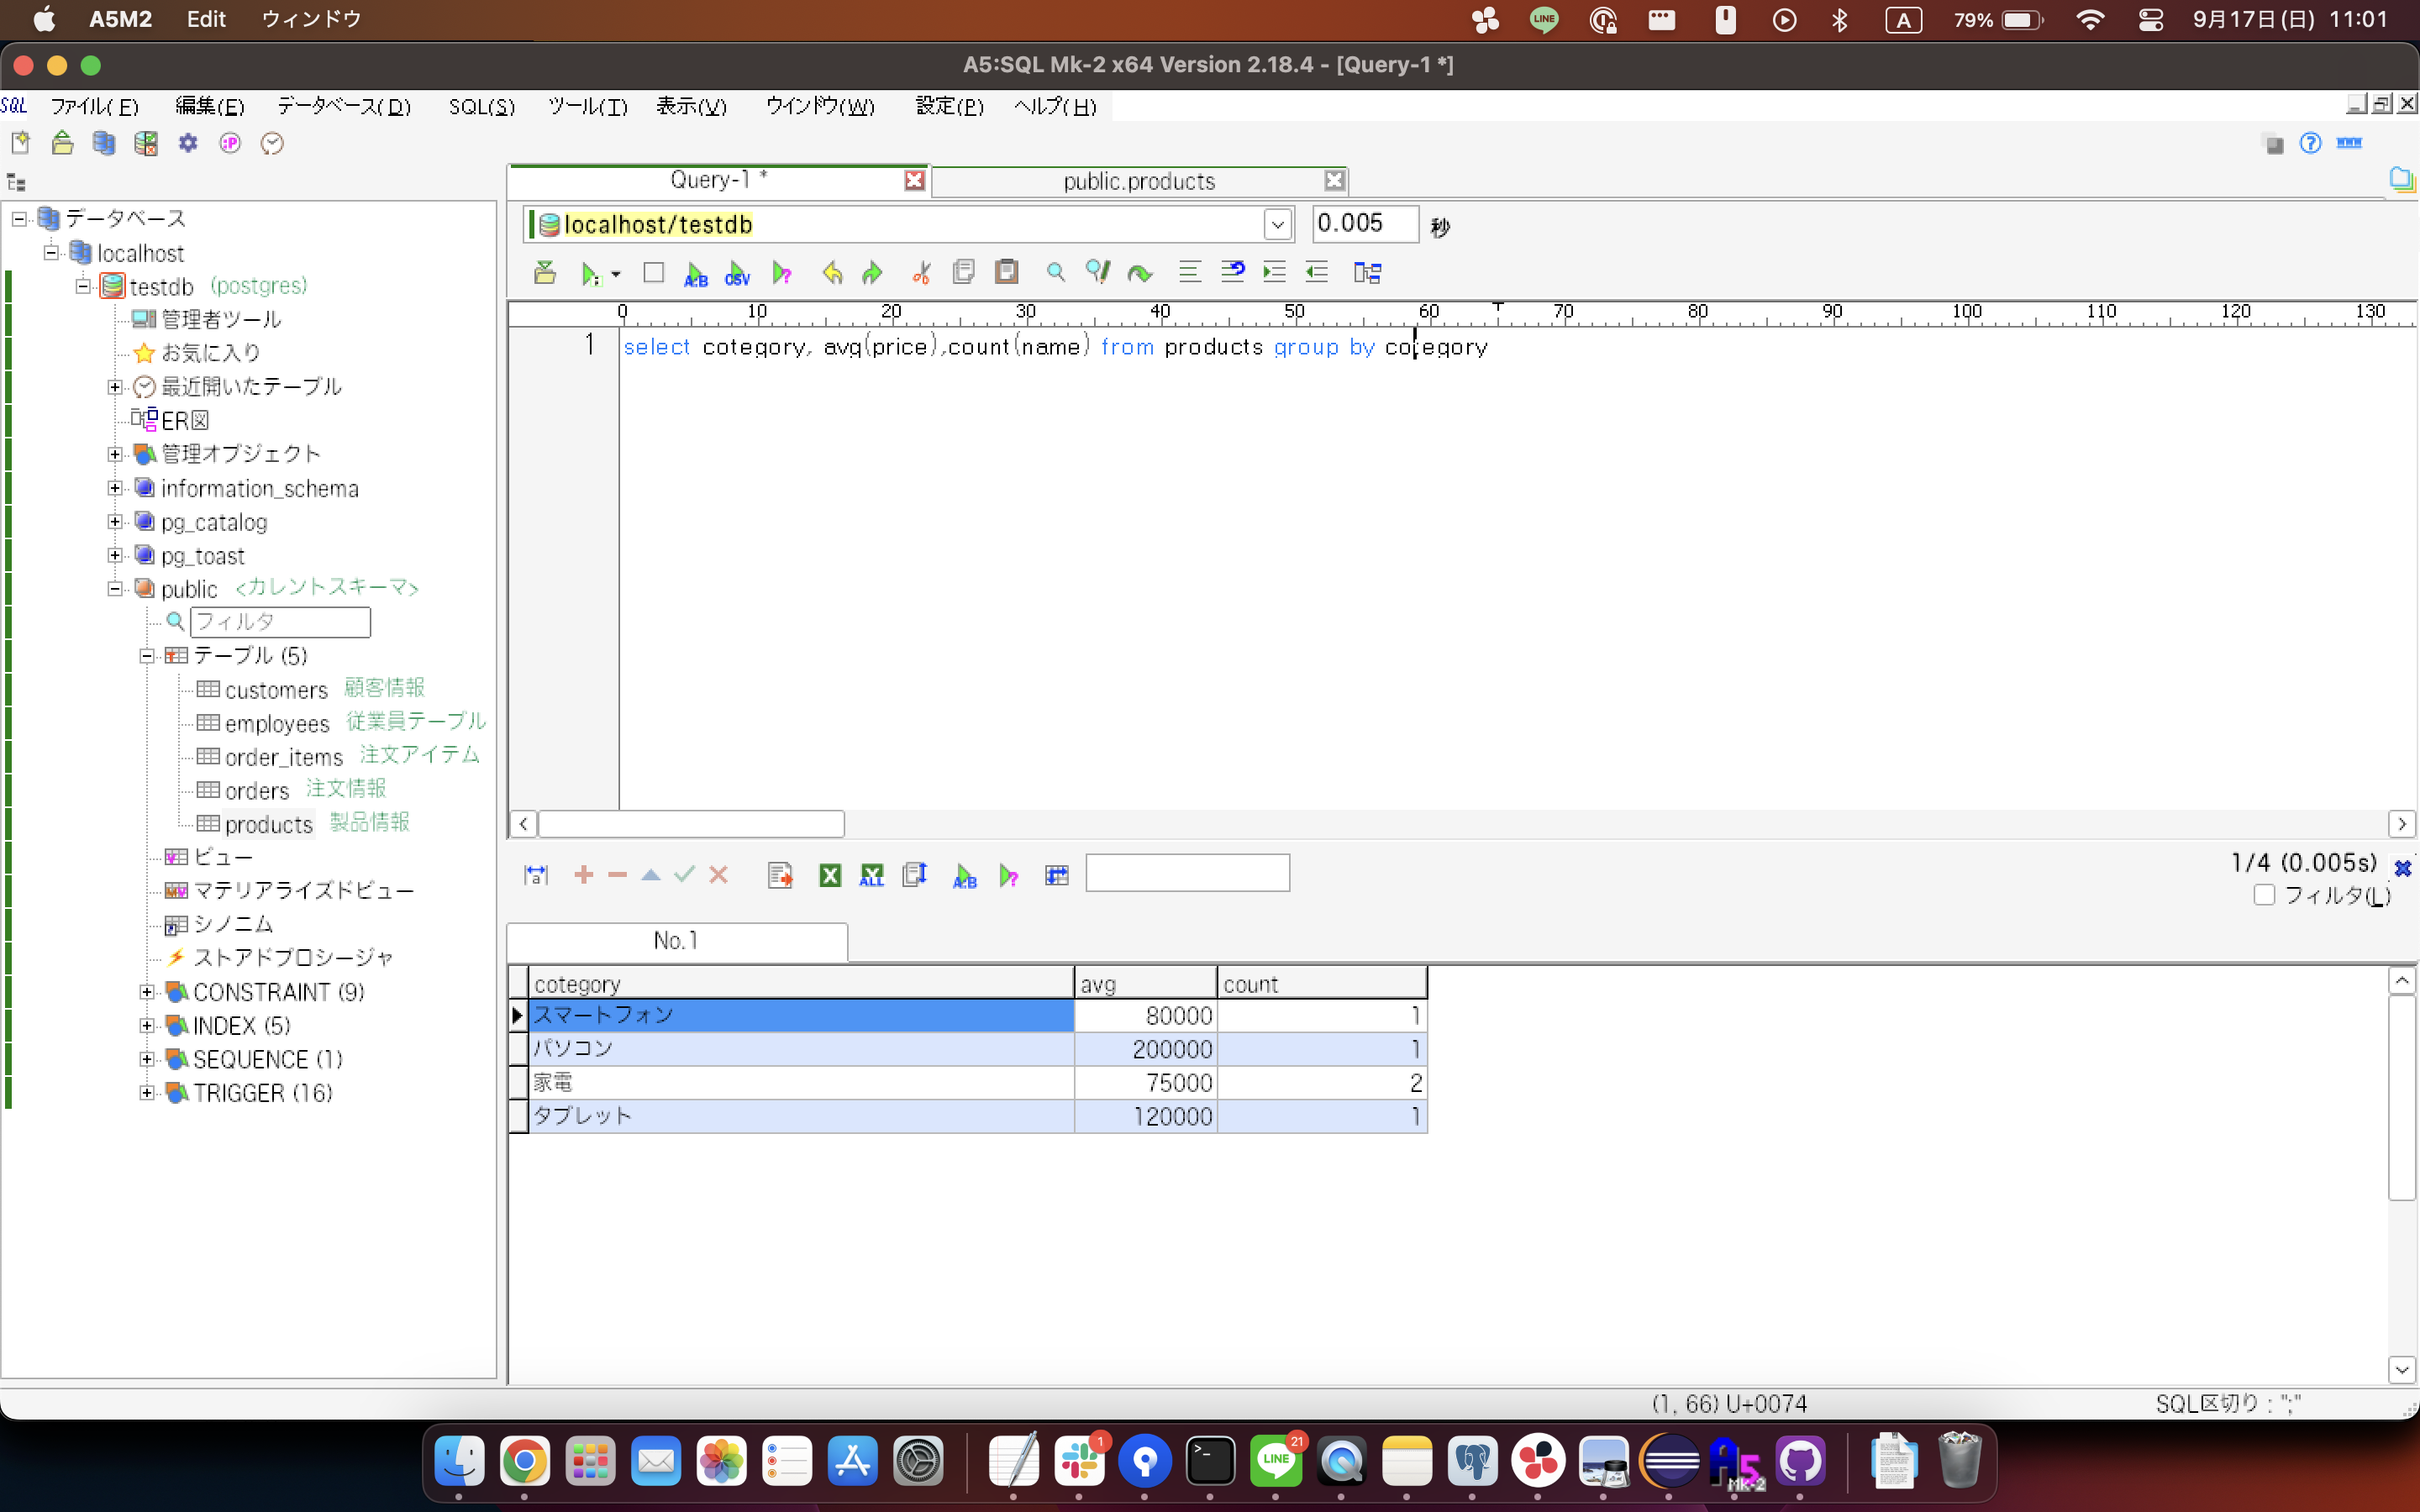 A5M2 Edit ウィンドウ LINE A 79% 9月17日(日) 11:01
A5:SQL Mk-2 x64 Version 2.18.4 - [Query-1 *]
SQL ファイル(F) 編集(E) データベース(D) SQL(S) ツール(T) 表示(V) ウインドウ(W) 設定(P) ヘルプ(H)
Query-1 * public.products
データベース
localhost
testdb (postgres)
管理者ツール
お気に入り
最近開いたテーブル
ER図
管理オブジェクト
information_schema
pg_catalog
pg_toast
public <カレントスキーマ>
フィルタ
テーブル (5)
customers 顧客情報
employees 従業員テーブル
order_items 注文アイテム
orders 注文情報
products 製品情報
ビュー
マテリアライズドビュー
シノニム
ストアドプロシージャ
CONSTRAINT (9)
INDEX (5)
SEQUENCE (1)
TRIGGER (16)
localhost/testdb 0.005 秒
A:B CSV
0 10 20 30 40 50 60 70 80 90 100 110 120 130
1 select cotegory, avg(price),count(name) from products group by cotegory
ALL A:B 1/4 (0.005s)
フィルタ(L)
No.1
cotegory avg count
スマートフォン 80000 1
パソコン 200000 1
家電 75000 2
タブレット 120000 1
(1, 66) U+0074 SQL区切り : ";"
1 LINE 21 A5 Mk-2